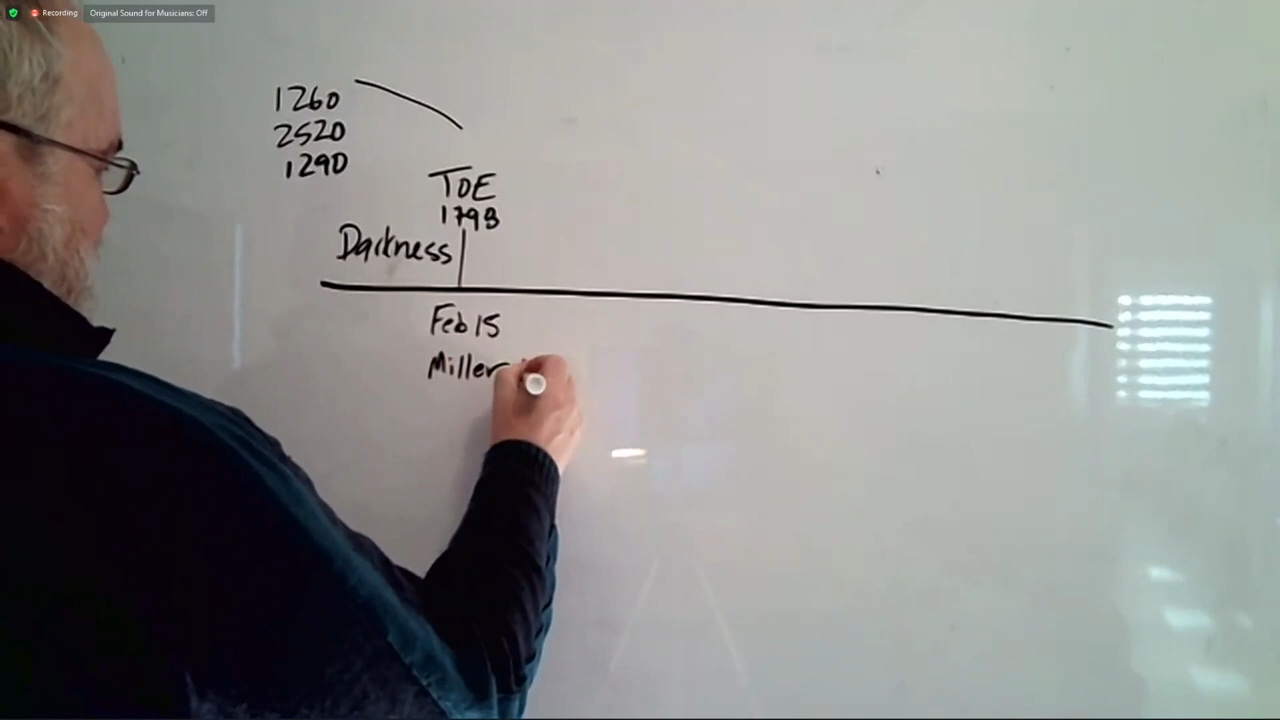 Recording
Original Sound for Musicians: Off
1260
2520
1290
TOE
1798
Darkness
Feb 15
Miller